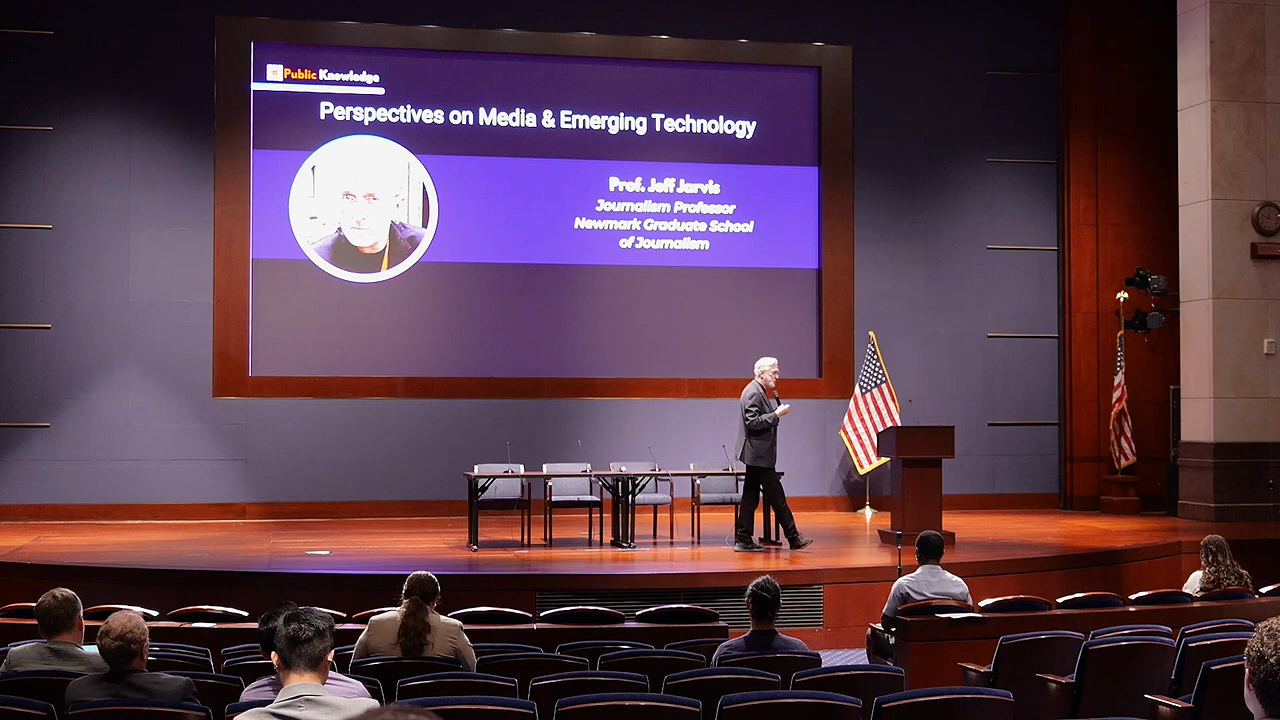 Public Knowledge
Perspectives on Media & Emerging Technology
Prof. Jeff Jarvis
Journalism Professor
Newmark Graduate School
of Journalism